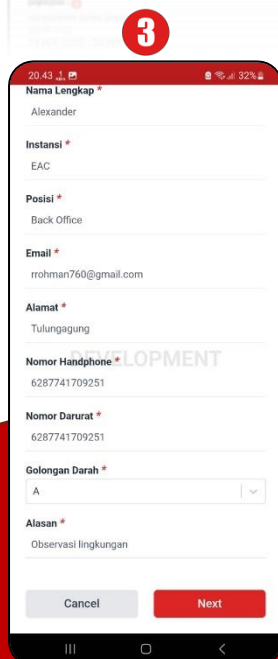 3
20.43
32%
Nama Lengkap *
Alexander
Instansi *
EAC
Posisi *
Back Office
Email *
rrohman760@gmail.com
Alamat *
Tulungagung
DEVELOPMENT
Nomor Handphone *
6287741709251
Nomor Darurat *
6287741709251
Golongan Darah *
A
Alasan *
Observasi lingkungan
Cancel Next